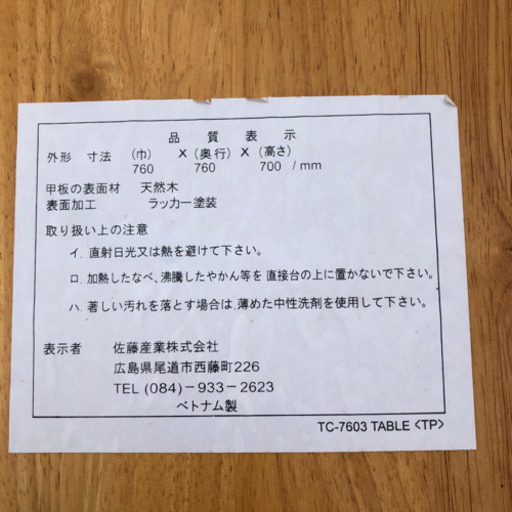 品質表示
外形 寸法 (巾) × (奥行) × (高さ)
760 760 700 / mm
甲板の表面材 天然木
表面加工 ラッカー塗装
取り扱い上の注意
イ. 直射日光又は熱を避けて下さい。
ロ. 加熱したなべ、沸騰したやかん等を 直接台の上に置かないで下さい。
ハ. 著しい汚れを落とす場合は、薄めた中性洗剤を使用して下さい。
表示者 佐藤産業株式会社
広島県尾道市西藤町226
TEL (084)-933-2623
ベトナム製
TC-7603 TABLE <TP>